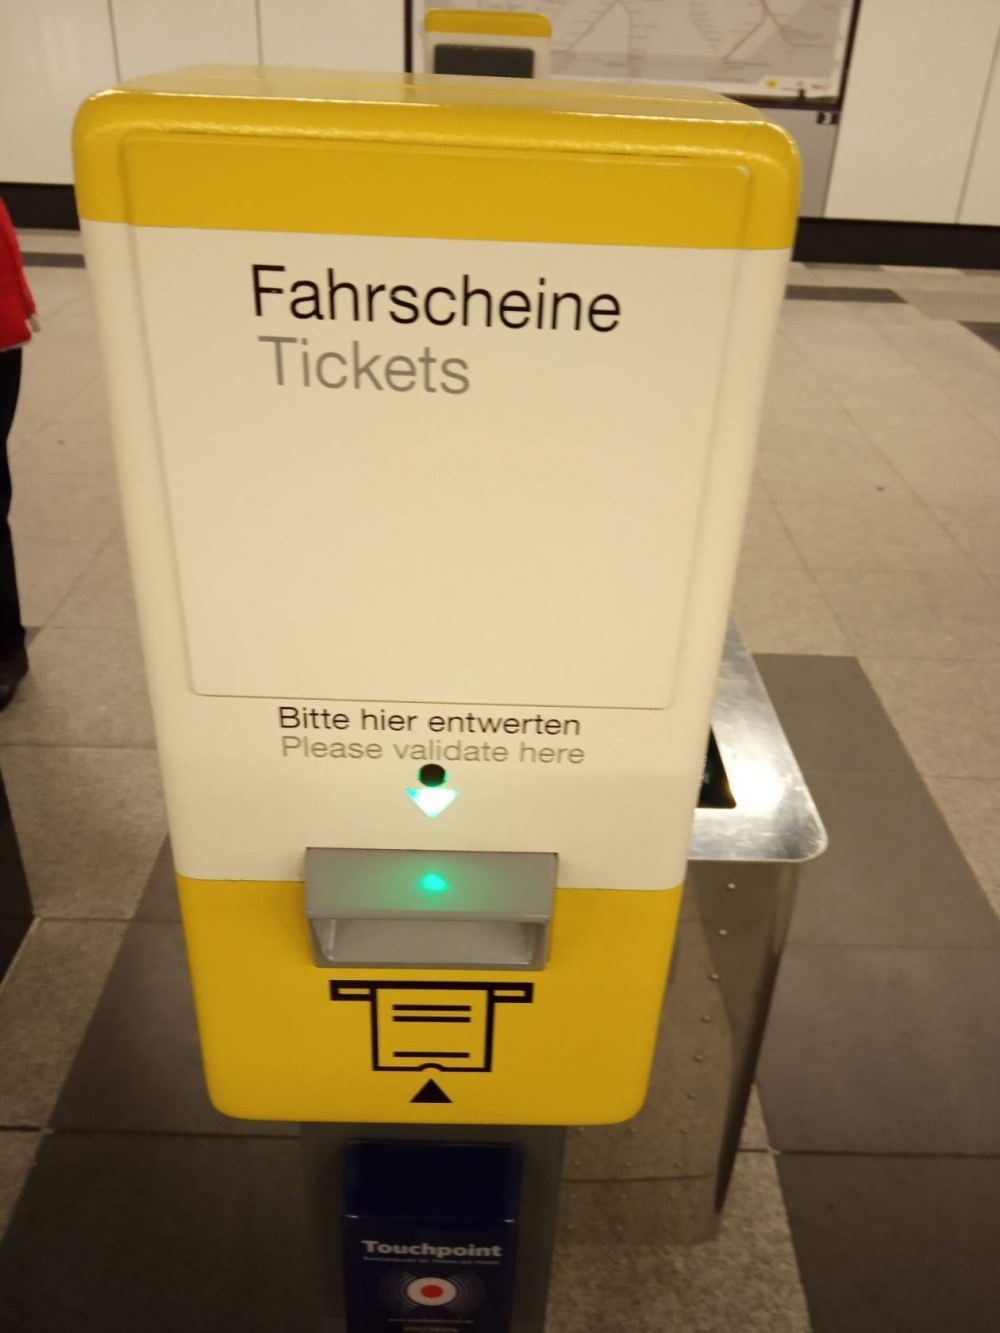 Fahrscheine
Tickets
Bitte hier entwerten
Please validate here
Touchpoint